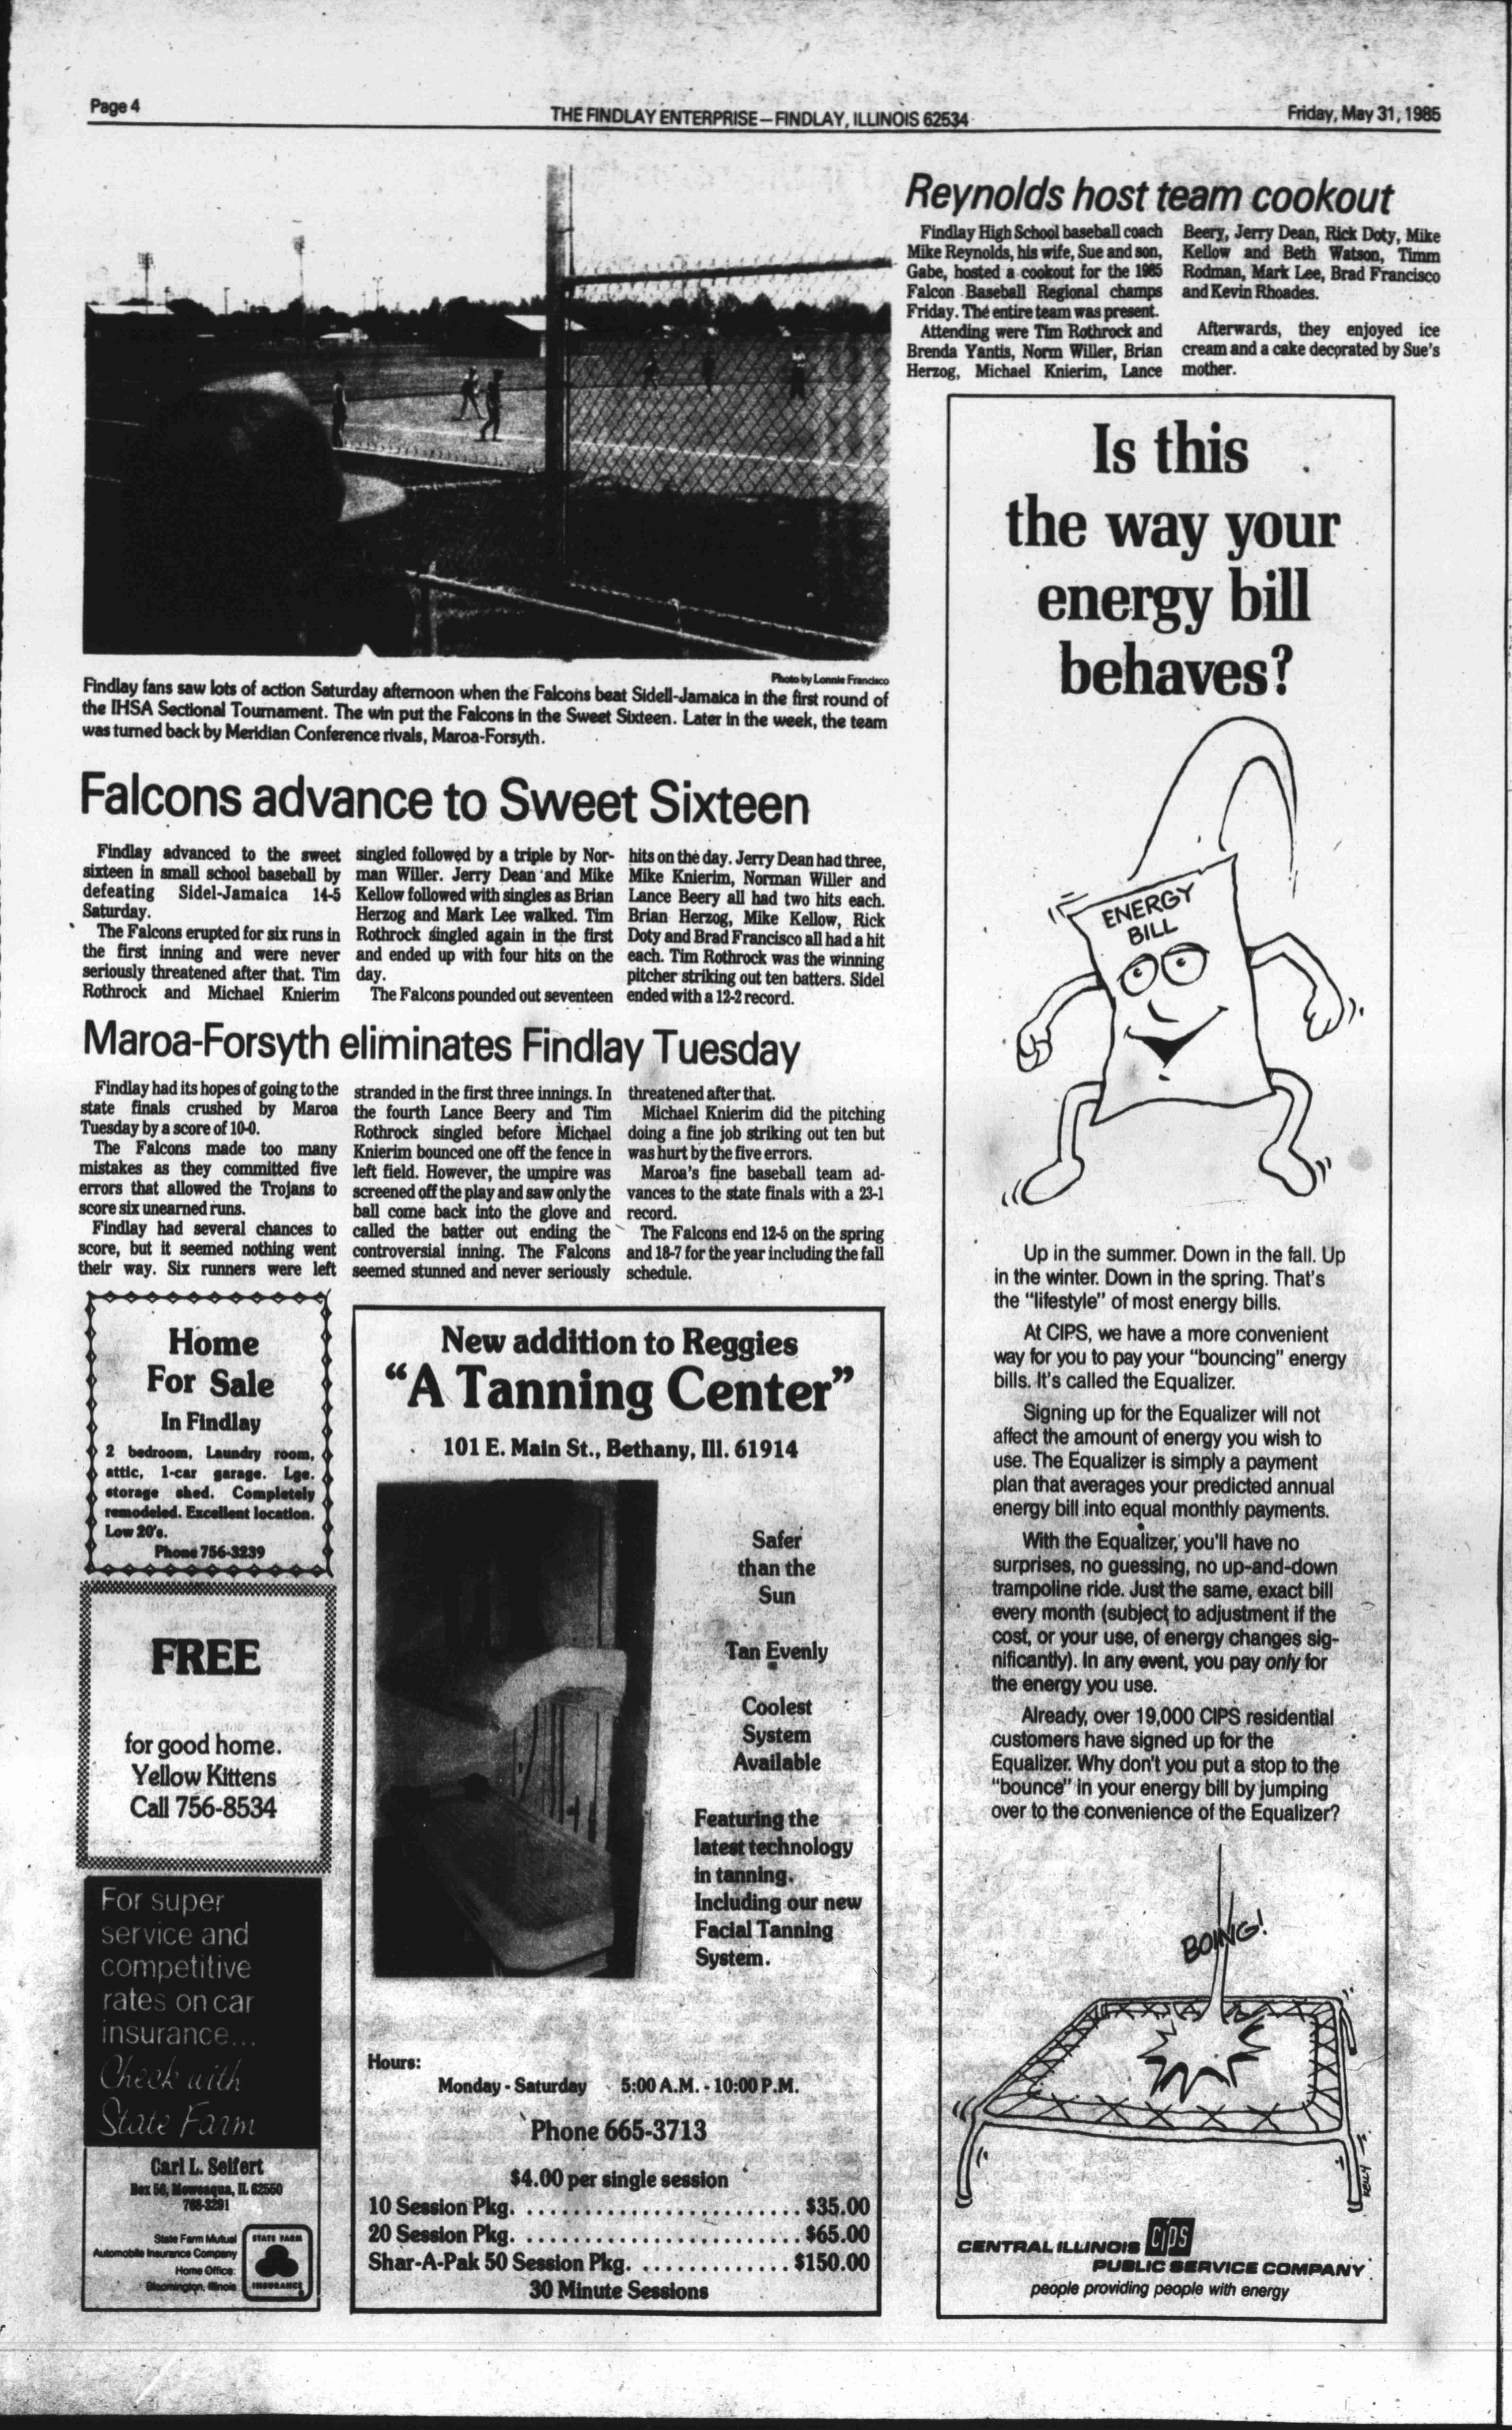 Page 4
THE FINDLAY ENTERPRISE—FINDLAY, ILLINOIS 62534
Friday, May 31, 1985
Photo by Lonnie Francisco
Findlay fans saw lots of action Saturday afternoon when the Falcons beat Sidell-Jamaica in the first round of
the IHSA Sectional Tournament. The win put the Falcons in the Sweet Sixteen. Later in the week, the team
was turned back by Meridian Conference rivals, Maroa-Forsyth.
Reynolds host team cookout
Findlay High School baseball coach
Mike Reynolds, his wife, Sue and son,
Gabe, hosted a cookout for the 1985
Falcon Baseball Regional champs
Friday. The entire team was present.
Attending were Tim Rothrock and
Brenda Yantis, Norm Willer, Brian
Herzog, Michael Knierim, Lance
Beery, Jerry Dean, Rick Doty, Mike
Kellow and Beth Watson, Timm
Rodman, Mark Lee, Brad Francisco
and Kevin Rhoades.
Afterwards, they enjoyed ice
cream and a cake decorated by Sue's
mother.
Falcons advance to Sweet Sixteen
Findlay advanced to the sweet
sixteen in small school baseball by
defeating Sidel-Jamaica 14-5
Saturday.
The Falcons erupted for six runs in
the first inning and were never
seriously threatened after that. Tim
Rothrock and Michael Knierim
singled followed by a triple by Nor-
man Willer. Jerry Dean and Mike
Kellow followed with singles as Brian
Herzog and Mark Lee walked. Tim
Rothrock singled again in the first
and ended up with four hits on the
day.
The Falcons pounded out seventeen
hits on the day. Jerry Dean had three,
Mike Knierim, Norman Willer and
Lance Beery all had two hits each.
Brian Herzog, Mike Kellow, Rick
Doty and Brad Francisco all had a hit
each. Tim Rothrock was the winning
pitcher striking out ten batters. Sidel
ended with a 12-2 record.
Maroa-Forsyth eliminates Findlay Tuesday
Findlay had its hopes of going to the
state finals crushed by Maroa
Tuesday by a score of 10-0.
The Falcons made too many
mistakes as they committed five
errors that allowed the Trojans to
score six unearned runs.
Findlay had several chances to
score, but it seemed nothing went
their way. Six runners were left
stranded in the first three innings. In
the fourth Lance Beery and Tim
Rothrock singled before Michael
Knierim bounced one off the fence in
left field. However, the umpire was
screened off the play and saw only the
ball come back into the glove and
called the batter out ending the
controversial inning. The Falcons
seemed stunned and never seriously
threatened after that.
Michael Knierim did the pitching
doing a fine job striking out ten but
was hurt by the five errors.
Maroa's fine baseball team ad-
vances to the state finals with a 23-1
record.
The Falcons end 12-5 on the spring
and 18-7 for the year including the fall
schedule.
Home
For Sale
In Findlay
2 bedroom, Laundry room,
attic, 1-car garage. Lge.
storage shed. Completely
remodeled. Excellent location.
Low 20's.
Phone 756-3239
FREE
for good home.
Yellow Kittens
Call 756-8534
For super
service and
competitive
rates on car
insurance...
Check with
State Farm
Carl L. Seifert
Box 56, Moweaqua, IL 62550
768-3291
State Farm Mutual
Automobile Insurance Company
Home Office:
Bloomington, Illinois
STATE FARM
INSURANCE
New addition to Reggies
“A Tanning Center”
101 E. Main St., Bethany, Ill. 61914
Safer
than the
Sun
Tan Evenly
Coolest
System
Available
Featuring the
latest technology
in tanning.
Including our new
Facial Tanning
System.
Hours:
Monday - Saturday 5:00 A.M. - 10:00 P.M.
Phone 665-3713
$4.00 per single session
10 Session Pkg. . . . . . . . . . . . . . . . . . . . . . . . . . $35.00
20 Session Pkg. . . . . . . . . . . . . . . . . . . . . . . . . . $65.00
Shar-A-Pak 50 Session Pkg. . . . . . . . . . . . . . $150.00
30 Minute Sessions
Is this
the way your
energy bill
behaves?
ENERGY
BILL
Up in the summer. Down in the fall. Up
in the winter. Down in the spring. That's
the “lifestyle” of most energy bills.
At CIPS, we have a more convenient
way for you to pay your “bouncing” energy
bills. It's called the Equalizer.
Signing up for the Equalizer will not
affect the amount of energy you wish to
use. The Equalizer is simply a payment
plan that averages your predicted annual
energy bill into equal monthly payments.
With the Equalizer, you'll have no
surprises, no guessing, no up-and-down
trampoline ride. Just the same, exact bill
every month (subject to adjustment if the
cost, or your use, of energy changes sig-
nificantly). In any event, you pay only for
the energy you use.
Already, over 19,000 CIPS residential
customers have signed up for the
Equalizer. Why don't you put a stop to the
“bounce” in your energy bill by jumping
over to the convenience of the Equalizer?
BOING!
KELLY
CENTRAL ILLINOIS CIPS
PUBLIC SERVICE COMPANY
people providing people with energy